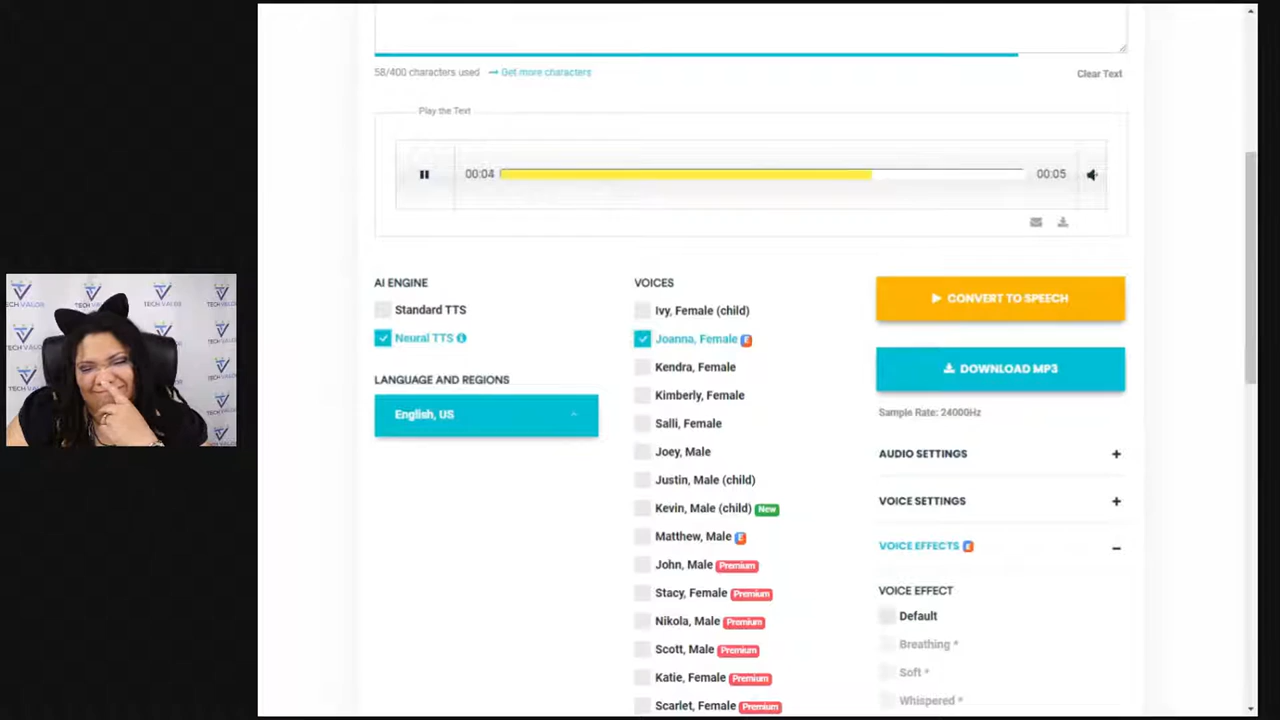 58/400 characters used Get more characters
Clear Text
Play the Text
00:04
00:05
AI ENGINE
Standard TTS
Neural TTS
LANGUAGE AND REGIONS
English, US
VOICES
Ivy, Female (child)
Joanna, Female E
Kendra, Female
Kimberly, Female
Salli, Female
Joey, Male
Justin, Male (child)
Kevin, Male (child) New
Matthew, Male E
John, Male Premium
Stacy, Female Premium
Nikola, Male Premium
Scott, Male Premium
Katie, Female Premium
Scarlet, Female Premium
CONVERT TO SPEECH
DOWNLOAD MP3
Sample Rate: 24000Hz
AUDIO SETTINGS +
VOICE SETTINGS +
VOICE EFFECTS E −
VOICE EFFECT
Default
Breathing *
Soft *
Whispered *